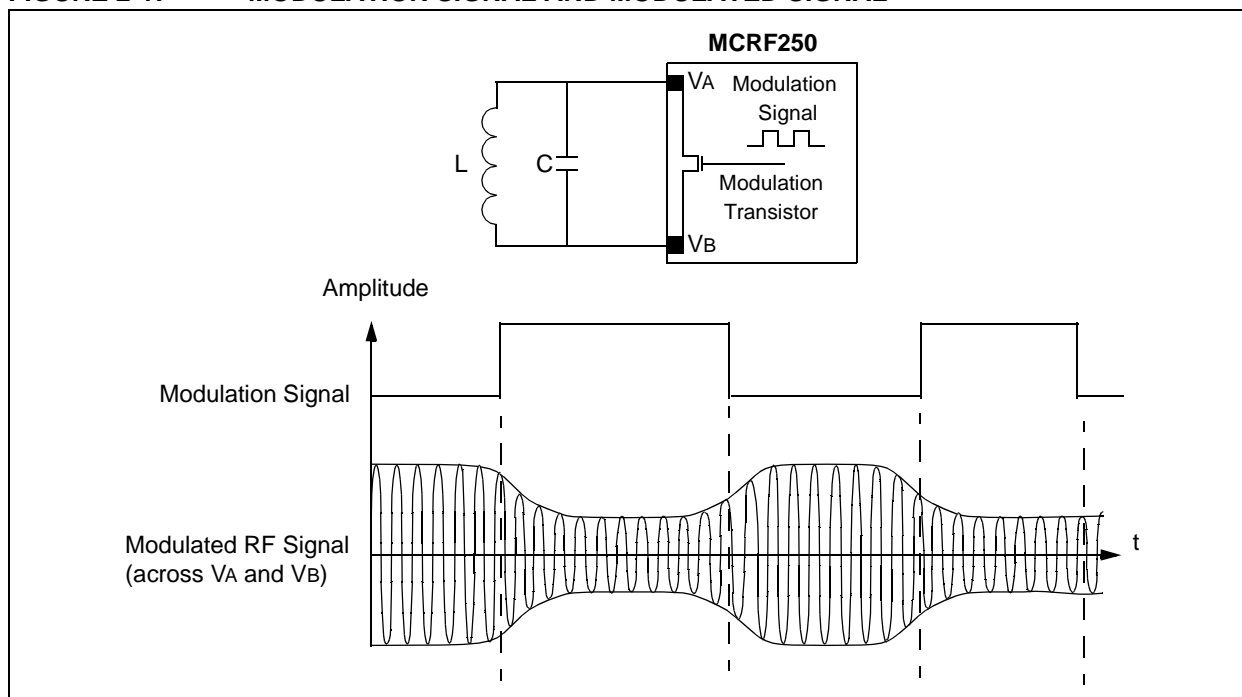 MCRF250
VA
Modulation
Signal
L
C
Modulation
Transistor
VB
Amplitude
Modulation Signal
Modulated RF Signal
(across VA and VB)
t